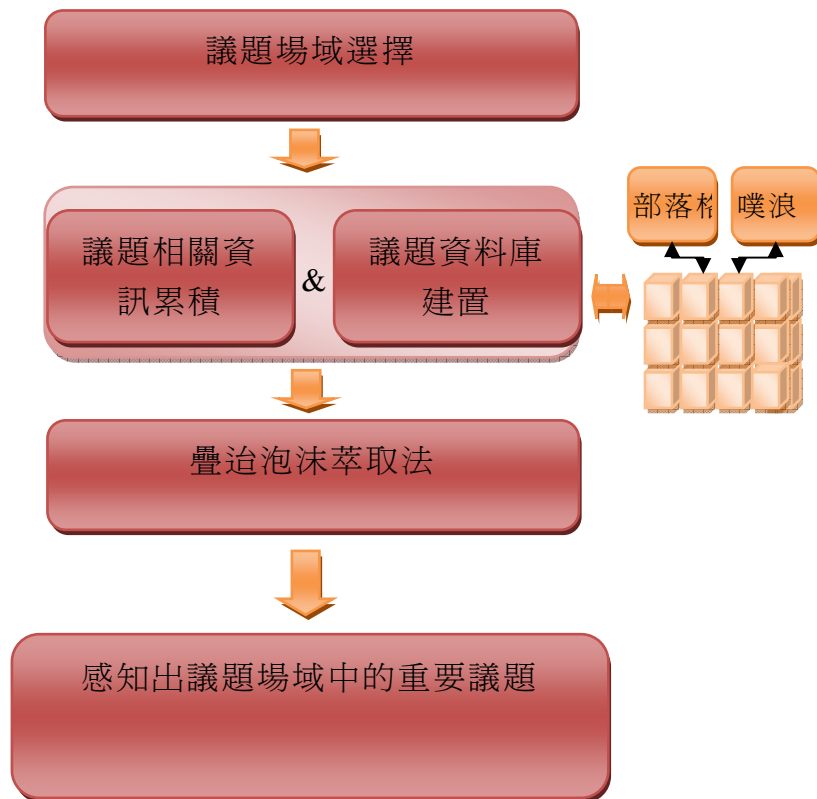 議題場域選擇
部落格
噗浪
議題相關資
訊累積
&
議題資料庫
建置
疊迨泡沫萃取法
感知出議題場域中的重要議題